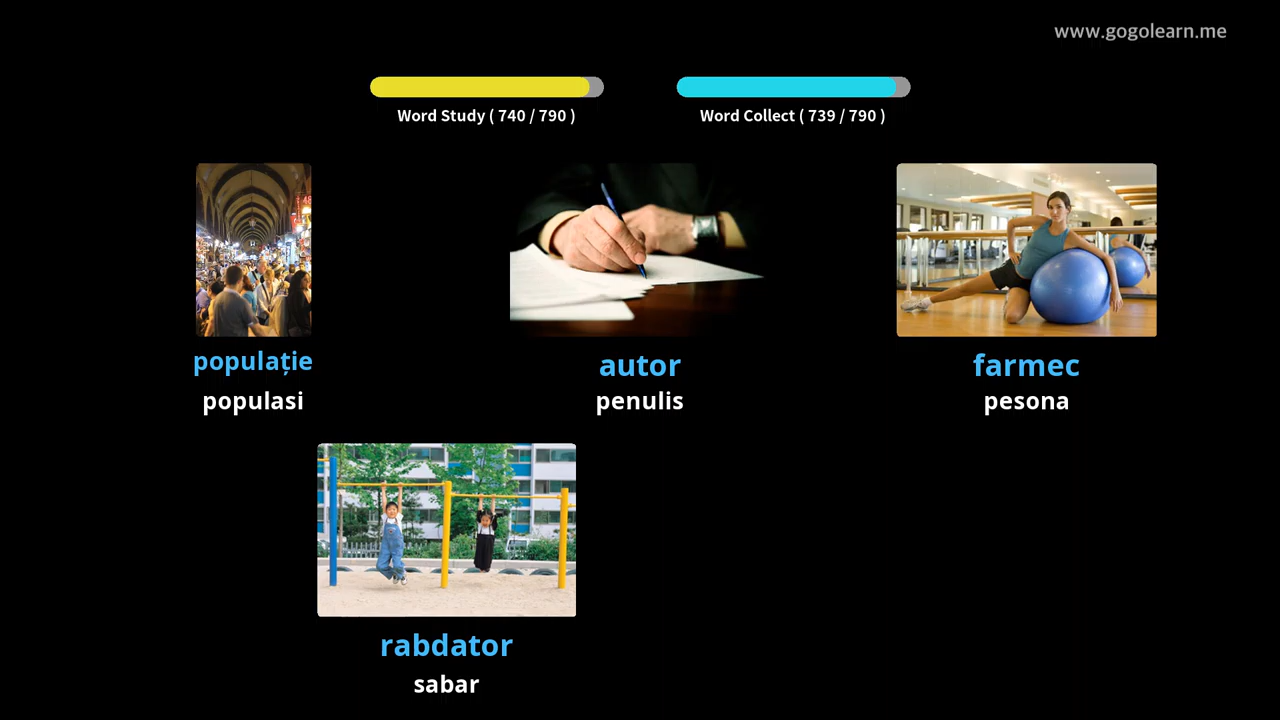 www.gogolearn.me
Word Study ( 740 / 790 )
Word Collect ( 739 / 790 )
populație
populasi
autor
penulis
farmec
pesona
rabdator
sabar